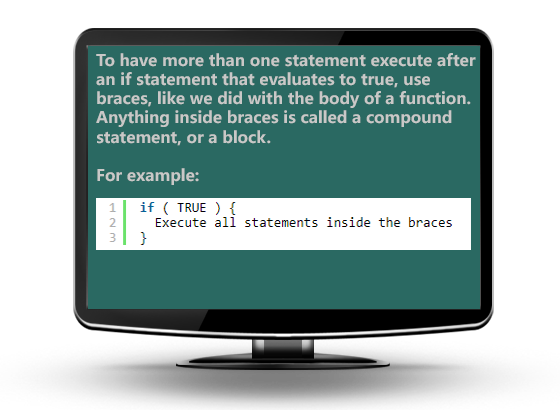 To have more than one statement execute after
an if statement that evaluates to true, use
braces, like we did with the body of a function.
Anything inside braces is called a compound
statement, or a block.
For example:
1 if ( TRUE ) {
2 Execute all statements inside the braces
3 }